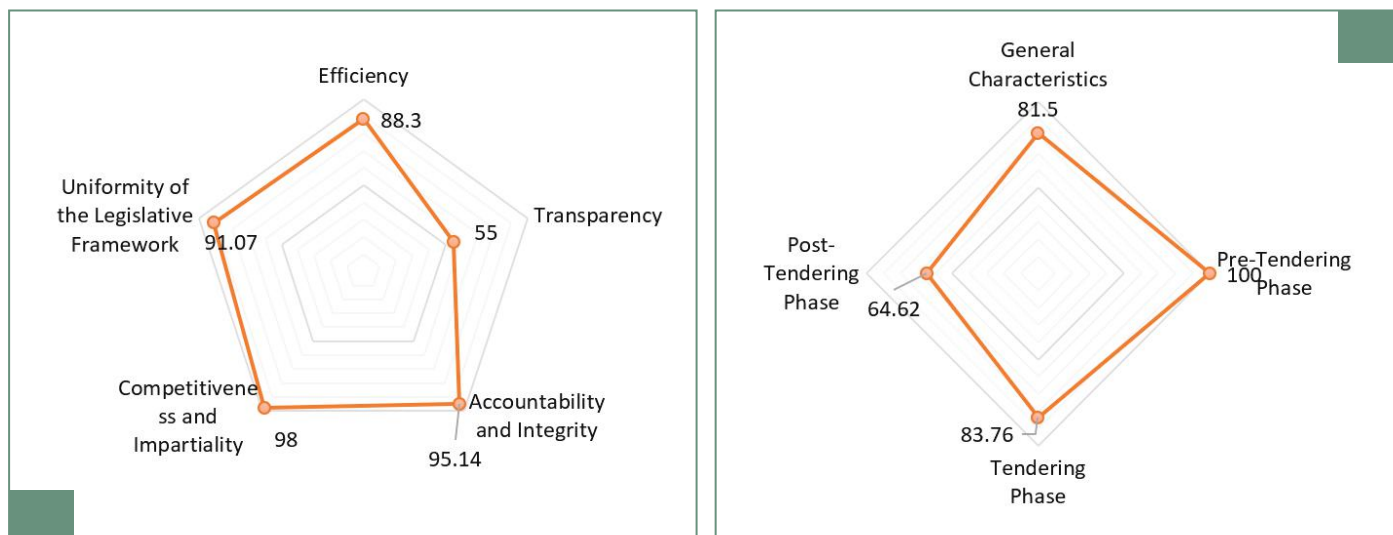 Efficiency
88.3
Transparency
55
Uniformity of
the Legislative
Framework
91.07
Competitivene
ss and
Impartiality
98
Accountability
and Integrity
95.14
General
Characteristics
81.5
Pre-Tendering
Phase
100
Post-
Tendering
Phase
64.62
83.76
Tendering
Phase